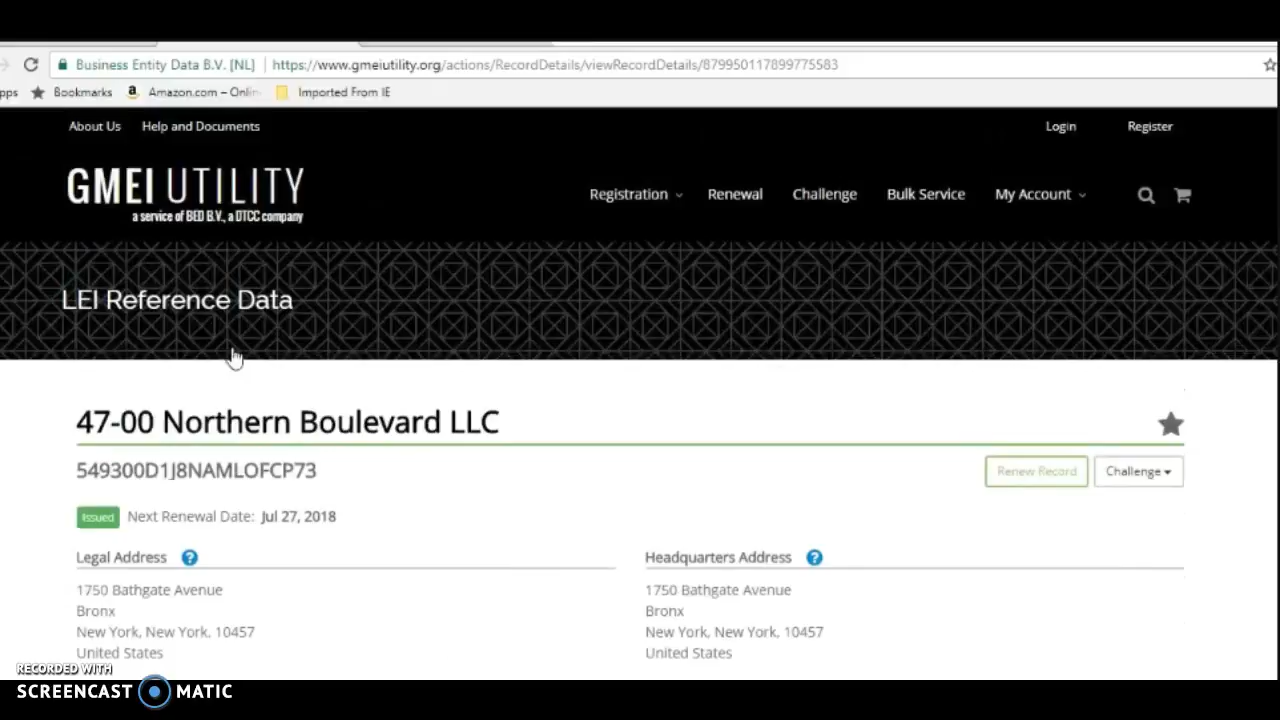 Business Entity Data B.V. [NL] https://www.gmeiutility.org/actions/RecordDetails/viewRecordDetails/879950117899775583
pps Bookmarks Amazon.com – Onlin Imported From IE
About Us Help and Documents Login Register
GMEI UTILITY
a service of BED B.V., a DTCC company
Registration Renewal Challenge Bulk Service My Account
LEI Reference Data
47-00 Northern Boulevard LLC
549300D1J8NAMLOFCP73 Renew Record Challenge
Issued Next Renewal Date: Jul 27, 2018
Legal Address ? Headquarters Address ?
1750 Bathgate Avenue 1750 Bathgate Avenue
Bronx Bronx
New York, New York, 10457 New York, New York, 10457
United States United States
RECORDED WITH
SCREENCAST MATIC